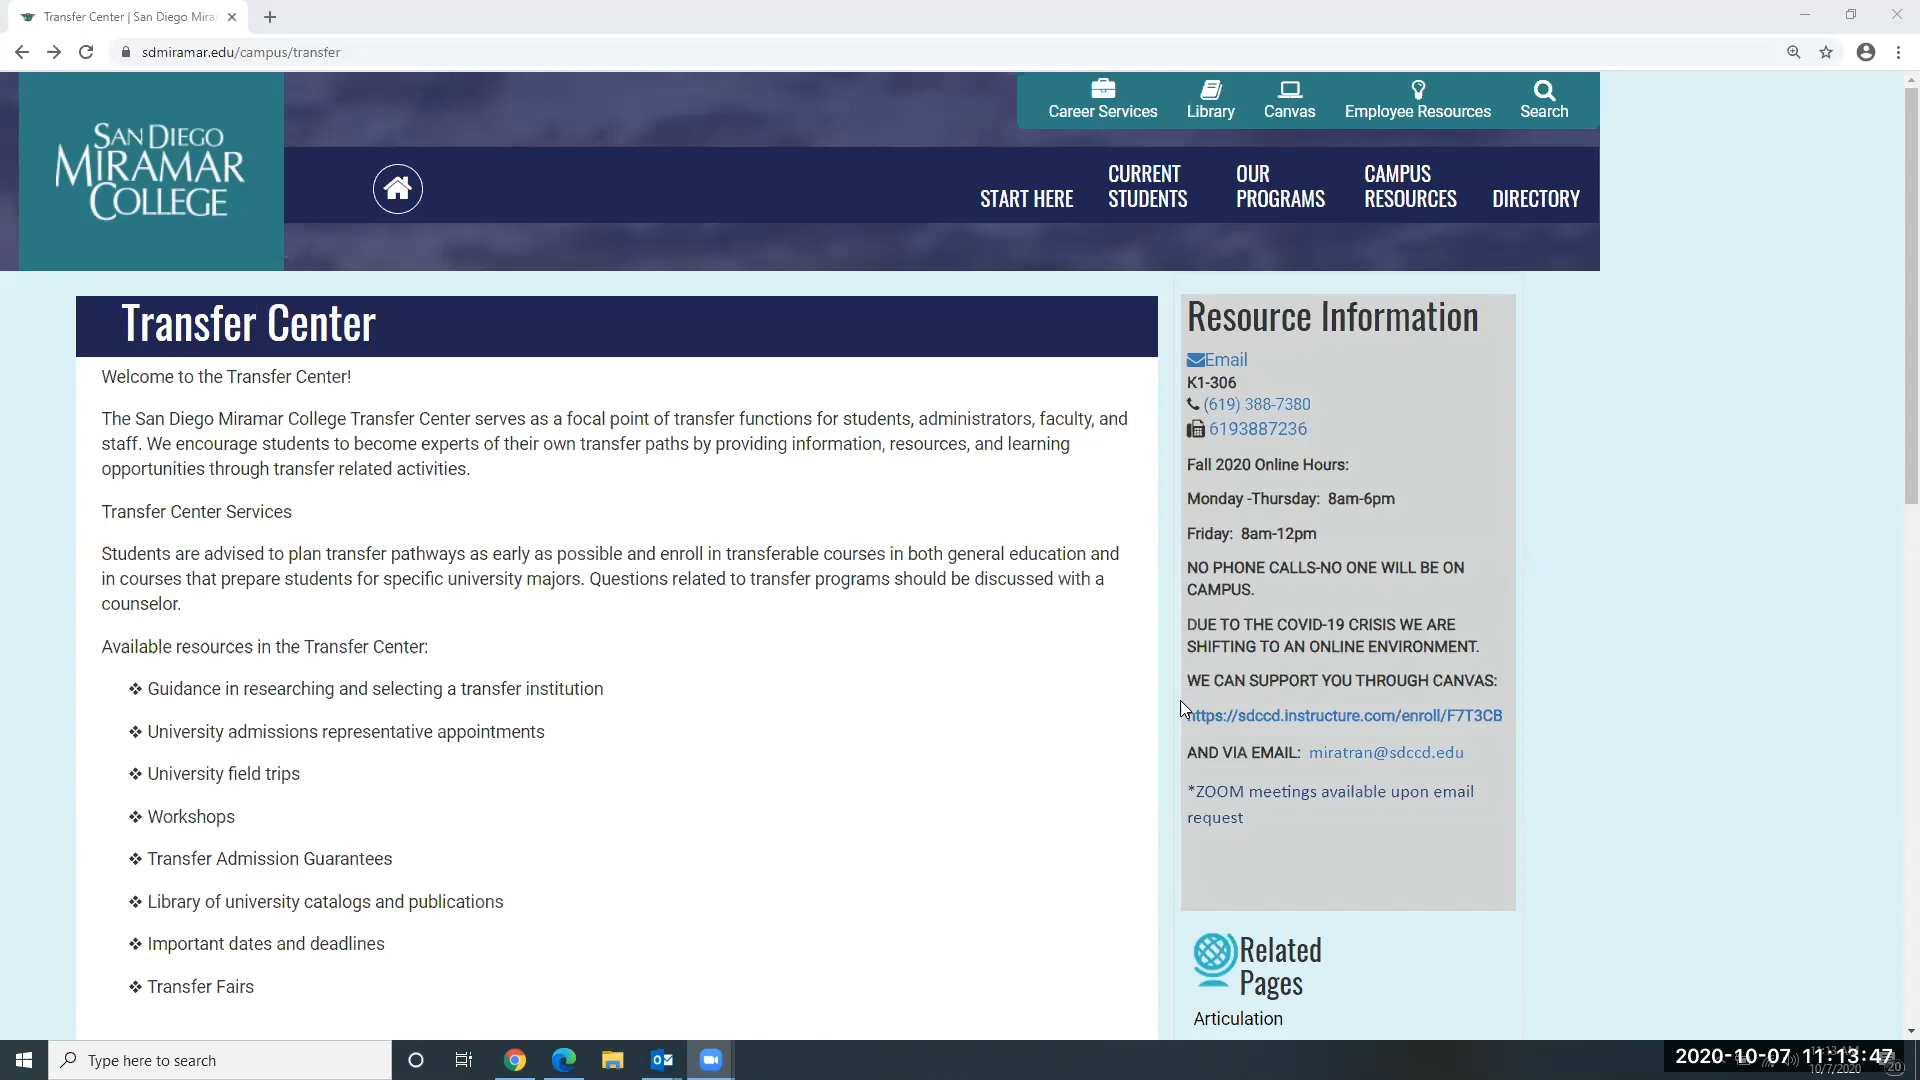 Transfer Center | San Diego Mira
sdmiramar.edu/campus/transfer
Career Services
Library
Canvas
Employee Resources
Search
SAN DIEGO
MIRAMAR
COLLEGE
START HERE
CURRENT
STUDENTS
OUR
PROGRAMS
CAMPUS
RESOURCES
DIRECTORY
Transfer Center
Welcome to the Transfer Center!
The San Diego Miramar College Transfer Center serves as a focal point of transfer functions for students, administrators, faculty, and
staff. We encourage students to become experts of their own transfer paths by providing information, resources, and learning
opportunities through transfer related activities.
Transfer Center Services
Students are advised to plan transfer pathways as early as possible and enroll in transferable courses in both general education and
in courses that prepare students for specific university majors. Questions related to transfer programs should be discussed with a
counselor.
Available resources in the Transfer Center:
❖ Guidance in researching and selecting a transfer institution
❖ University admissions representative appointments
❖ University field trips
❖ Workshops
❖ Transfer Admission Guarantees
❖ Library of university catalogs and publications
❖ Important dates and deadlines
❖ Transfer Fairs
Resource Information
Email
K1-306
(619) 388-7380
6193887236
Fall 2020 Online Hours:
Monday -Thursday:  8am-6pm
Friday:  8am-12pm
NO PHONE CALLS-NO ONE WILL BE ON
CAMPUS.
DUE TO THE COVID-19 CRISIS WE ARE
SHIFTING TO AN ONLINE ENVIRONMENT.
WE CAN SUPPORT YOU THROUGH CANVAS:
https://sdccd.instructure.com/enroll/F7T3CB
AND VIA EMAIL:  miratran@sdccd.edu
*ZOOM meetings available upon email
request
Related
Pages
Articulation
Type here to search
2020-10-07 11:13:47
10/7/2020
20